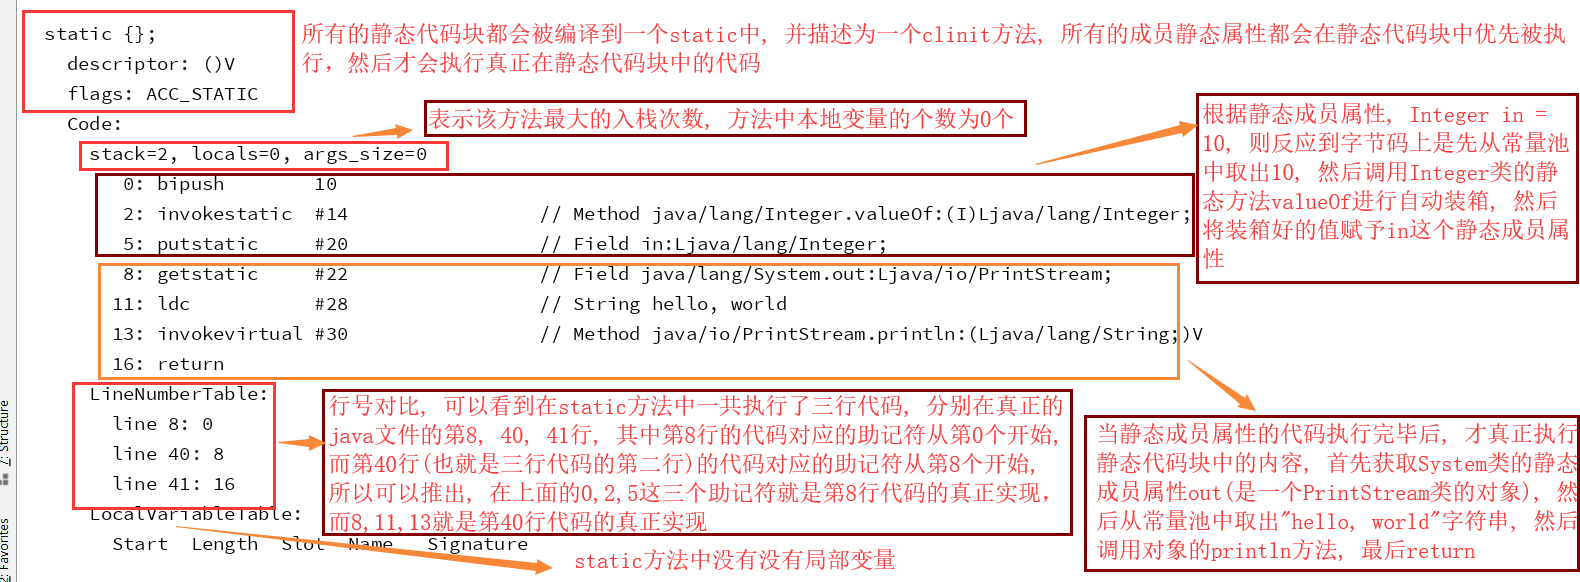 static {};
descriptor: ()V
flags: ACC_STATIC
所有的静态代码块都会被编译到一个static中, 并描述为一个clinit方法, 所有的成员静态属性都会在静态代码块中优先被执
行, 然后才会执行真正在静态代码块中的代码
Code:
表示该方法最大的入栈次数, 方法中本地变量的个数为0个
stack=2, locals=0, args_size=0
0: bipush 10
2: invokestatic #14 // Method java/lang/Integer.valueOf:(I)Ljava/lang/Integer;
5: putstatic #20 // Field in:Ljava/lang/Integer;
根据静态成员属性, Integer in =
10, 则反应到字节码上是先从常量池
中取出10, 然后调用Integer类的静
态方法valueOf进行自动装箱, 然后
将装箱好的值赋予in这个静态成员属
性
8: getstatic #22 // Field java/lang/System.out:Ljava/io/PrintStream;
11: ldc #28 // String hello, world
13: invokevirtual #30 // Method java/io/PrintStream.println:(Ljava/lang/String;)V
16: return
LineNumberTable:
line 8: 0
line 40: 8
line 41: 16
行号对比, 可以看到在static方法中一共执行了三行代码, 分别在真正的
java文件的第8, 40, 41行, 其中第8行的代码对应的助记符从第0个开始,
而第40行(也就是三行代码的第二行)的代码对应的助记符从第8个开始,
所以可以推出, 在上面的0,2,5这三个助记符就是第8行代码的真正实现,
而8,11,13就是第40行代码的真正实现
当静态成员属性的代码执行完毕后, 才真正执行
静态代码块中的内容, 首先获取System类的静态
成员属性out(是一个PrintStream类的对象), 然
后从常量池中取出"hello, world"字符串, 然后
调用对象的println方法, 最后return
LocalVariableTable:
Start Length Slot Name Signature
static方法中没有没有局部变量
7: Structure
2: Favorites